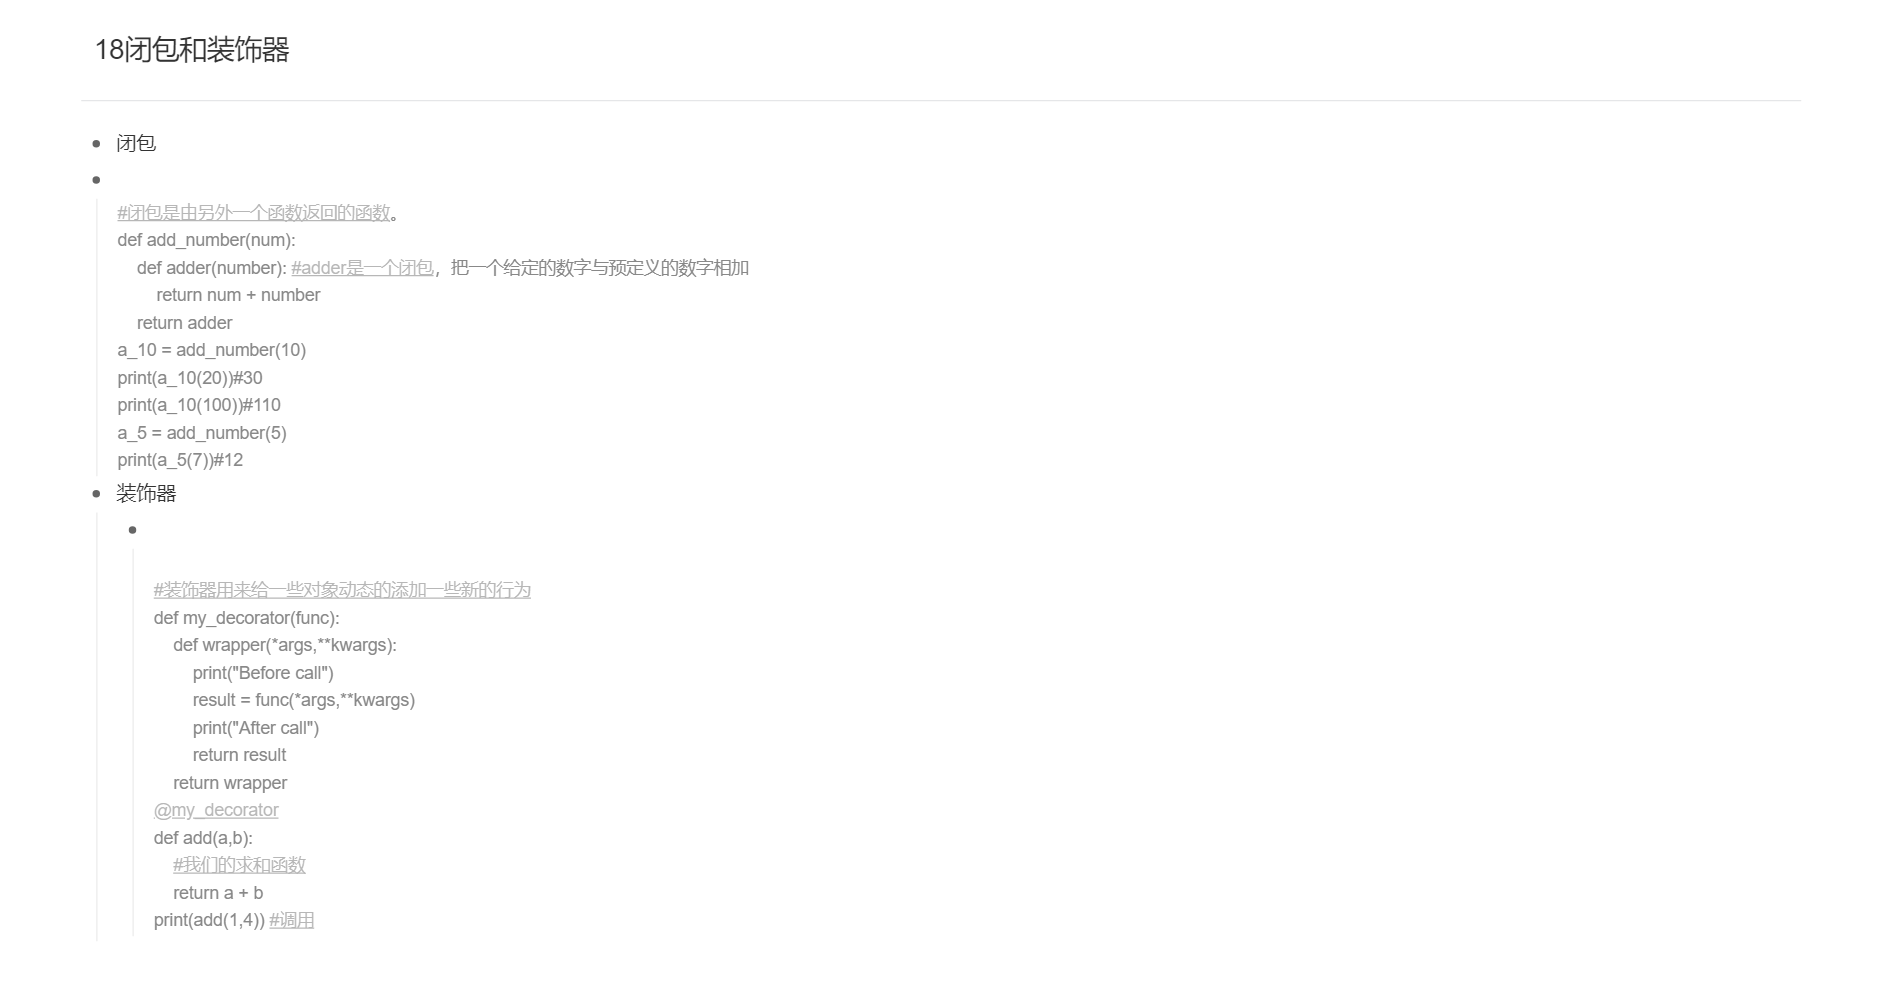 18闭包和装饰器
闭包
#闭包是由另外一个函数返回的函数。
def add_number(num):
    def adder(number): #adder是一个闭包，把一个给定的数字与预定义的数字相加
        return num + number
    return adder
a_10 = add_number(10)
print(a_10(20))#30
print(a_10(100))#110
a_5 = add_number(5)
print(a_5(7))#12
装饰器
#装饰器用来给一些对象动态的添加一些新的行为
def my_decorator(func):
    def wrapper(*args,**kwargs):
        print("Before call")
        result = func(*args,**kwargs)
        print("After call")
        return result
    return wrapper
@my_decorator
def add(a,b):
    #我们的求和函数
    return a + b
print(add(1,4)) #调用